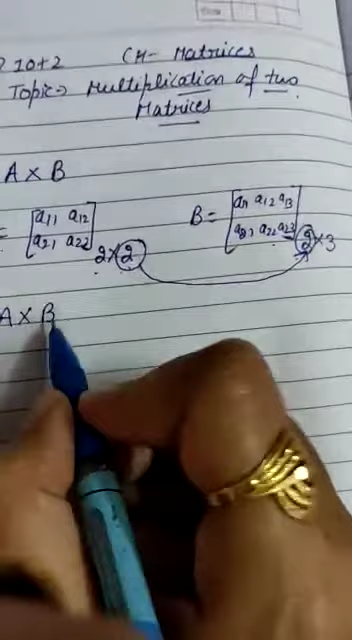 10+2 CH- Matrices
Topic→ Multiplication of two
Matrices
A × B
= [a11 a12
a21 a22] 2×2
B = [a11 a12 a13
a21 a22 a23] 2×3
A × B